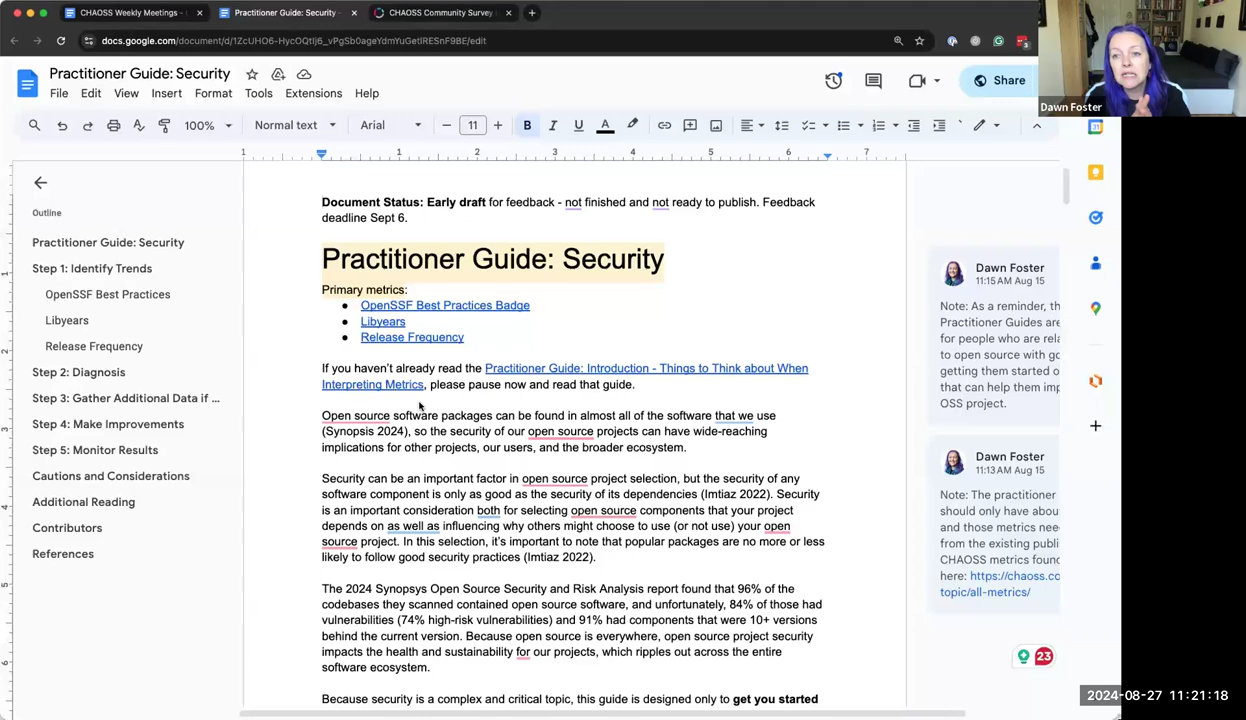 CHAOSS Weekly Meetings -
Practitioner Guide: Security
CHAOSS Community Survey
docs.google.com/document/d/
/edit
Practitioner Guide: Security
File Edit View Insert Format Tools Extensions Help
Share
Dawn Foster
100% Normal text Arial 11 B I U A
1 1 2 3 4 5 6 7
Outline
Practitioner Guide: Security
Step 1: Identify Trends
OpenSSF Best Practices
Libyears
Release Frequency
Step 2: Diagnosis
Step 3: Gather Additional Data if ...
Step 4: Make Improvements
Step 5: Monitor Results
Cautions and Considerations
Additional Reading
Contributors
References
1
2
3
4
5
6
Document Status: Early draft for feedback - not finished and not ready to publish. Feedback
deadline Sept 6.
Practitioner Guide: Security
Primary metrics:
● OpenSSF Best Practices Badge
● Libyears
● Release Frequency
If you haven't already read the Practitioner Guide: Introduction - Things to Think about When
Interpreting Metrics, please pause now and read that guide.
Open source software packages can be found in almost all of the software that we use
(Synopsis 2024), so the security of our open source projects can have wide-reaching
implications for other projects, our users, and the broader ecosystem.
Security can be an important factor in open source project selection, but the security of any
software component is only as good as the security of its dependencies (Imtiaz 2022). Security
is an important consideration both for selecting open source components that your project
depends on as well as influencing why others might choose to use (or not use) your open
source project. In this selection, it's important to note that popular packages are no more or less
likely to follow good security practices (Imtiaz 2022).
The 2024 Synopsys Open Source Security and Risk Analysis report found that 96% of the
codebases they scanned contained open source software, and unfortunately, 84% of those had
vulnerabilities (74% high-risk vulnerabilities) and 91% had components that were 10+ versions
behind the current version. Because open source is everywhere, open source project security
impacts the health and sustainability for our projects, which ripples out across the entire
software ecosystem.
Because security is a complex and critical topic, this guide is designed only to get you started
Dawn Foster
11:15 AM Aug 15
Note: As a reminder, th
Practitioner Guides are
for people who are rela
to open source with go
getting them started o
that can help them imp
OSS project.
Dawn Foster
11:13 AM Aug 15
Note: The practitioner
should only have abou
and those metrics nee
from the existing publi
CHAOSS metrics foun
here: https://chaoss.co
topic/all-metrics/
23
31
3
2024-08-27 11:21:18